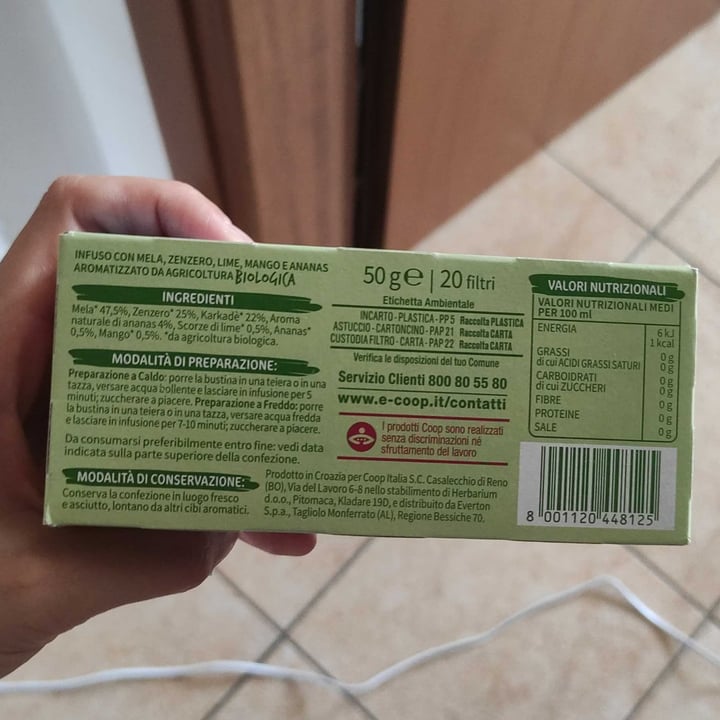 INFUSO CON MELA, ZENZERO, LIME, MANGO E ANANAS
AROMATIZZATO DA AGRICOLTURA BIOLOGICA
INGREDIENTI
Mela* 47,5%, Zenzero* 25%, Karkadè* 22%, Aroma
naturale di ananas 4%, Scorze di lime* 0,5%, Ananas*
0,5%, Mango* 0,5%. *da agricoltura biologica.
MODALITÀ DI PREPARAZIONE:
Preparazione a Caldo: porre la bustina in una teiera o in una
tazza, versare acqua bollente e lasciare in infusione per 5
minuti; zuccherare a piacere. Preparazione a Freddo: porre
la bustina in una teiera o in una tazza, versare acqua fredda
e lasciare in infusione per 7-10 minuti; zuccherare a piacere.
Da consumarsi preferibilmente entro fine: vedi data
indicata sulla parte superiore della confezione.
MODALITÀ DI CONSERVAZIONE:
Conserva la confezione in luogo fresco
e asciutto, lontano da altri cibi aromatici.
50 g e | 20 filtri
Etichetta Ambientale
INCARTO - PLASTICA - PP 5 Raccolta PLASTICA
ASTUCCIO - CARTONCINO - PAP 21 Raccolta CARTA
CUSTODIA FILTRO - CARTA - PAP 22 Raccolta CARTA
Verifica le disposizioni del tuo Comune
Servizio Clienti 800 80 55 80
www.e-coop.it/contatti
I prodotti Coop sono realizzati
senza discriminazioni né
sfruttamento del lavoro
Prodotto in Croazia per Coop Italia S.C. Casalecchio di Reno
(BO), Via del Lavoro 6-8 nello stabilimento di Herbarium
d.o.o., Pitomaca, Kladare 19D, e distribuito da Everton
S.p.a., Tagliolo Monferrato (AL), Regione Bessiche 70.
VALORI NUTRIZIONALI
VALORI NUTRIZIONALI MEDI
PER 100 ml
ENERGIA 6 kJ
1 kcal
GRASSI 0 g
di cui ACIDI GRASSI SATURI 0 g
CARBOIDRATI 0 g
di cui ZUCCHERI 0 g
FIBRE 0 g
PROTEINE 0 g
SALE 0 g
8 001120 448125